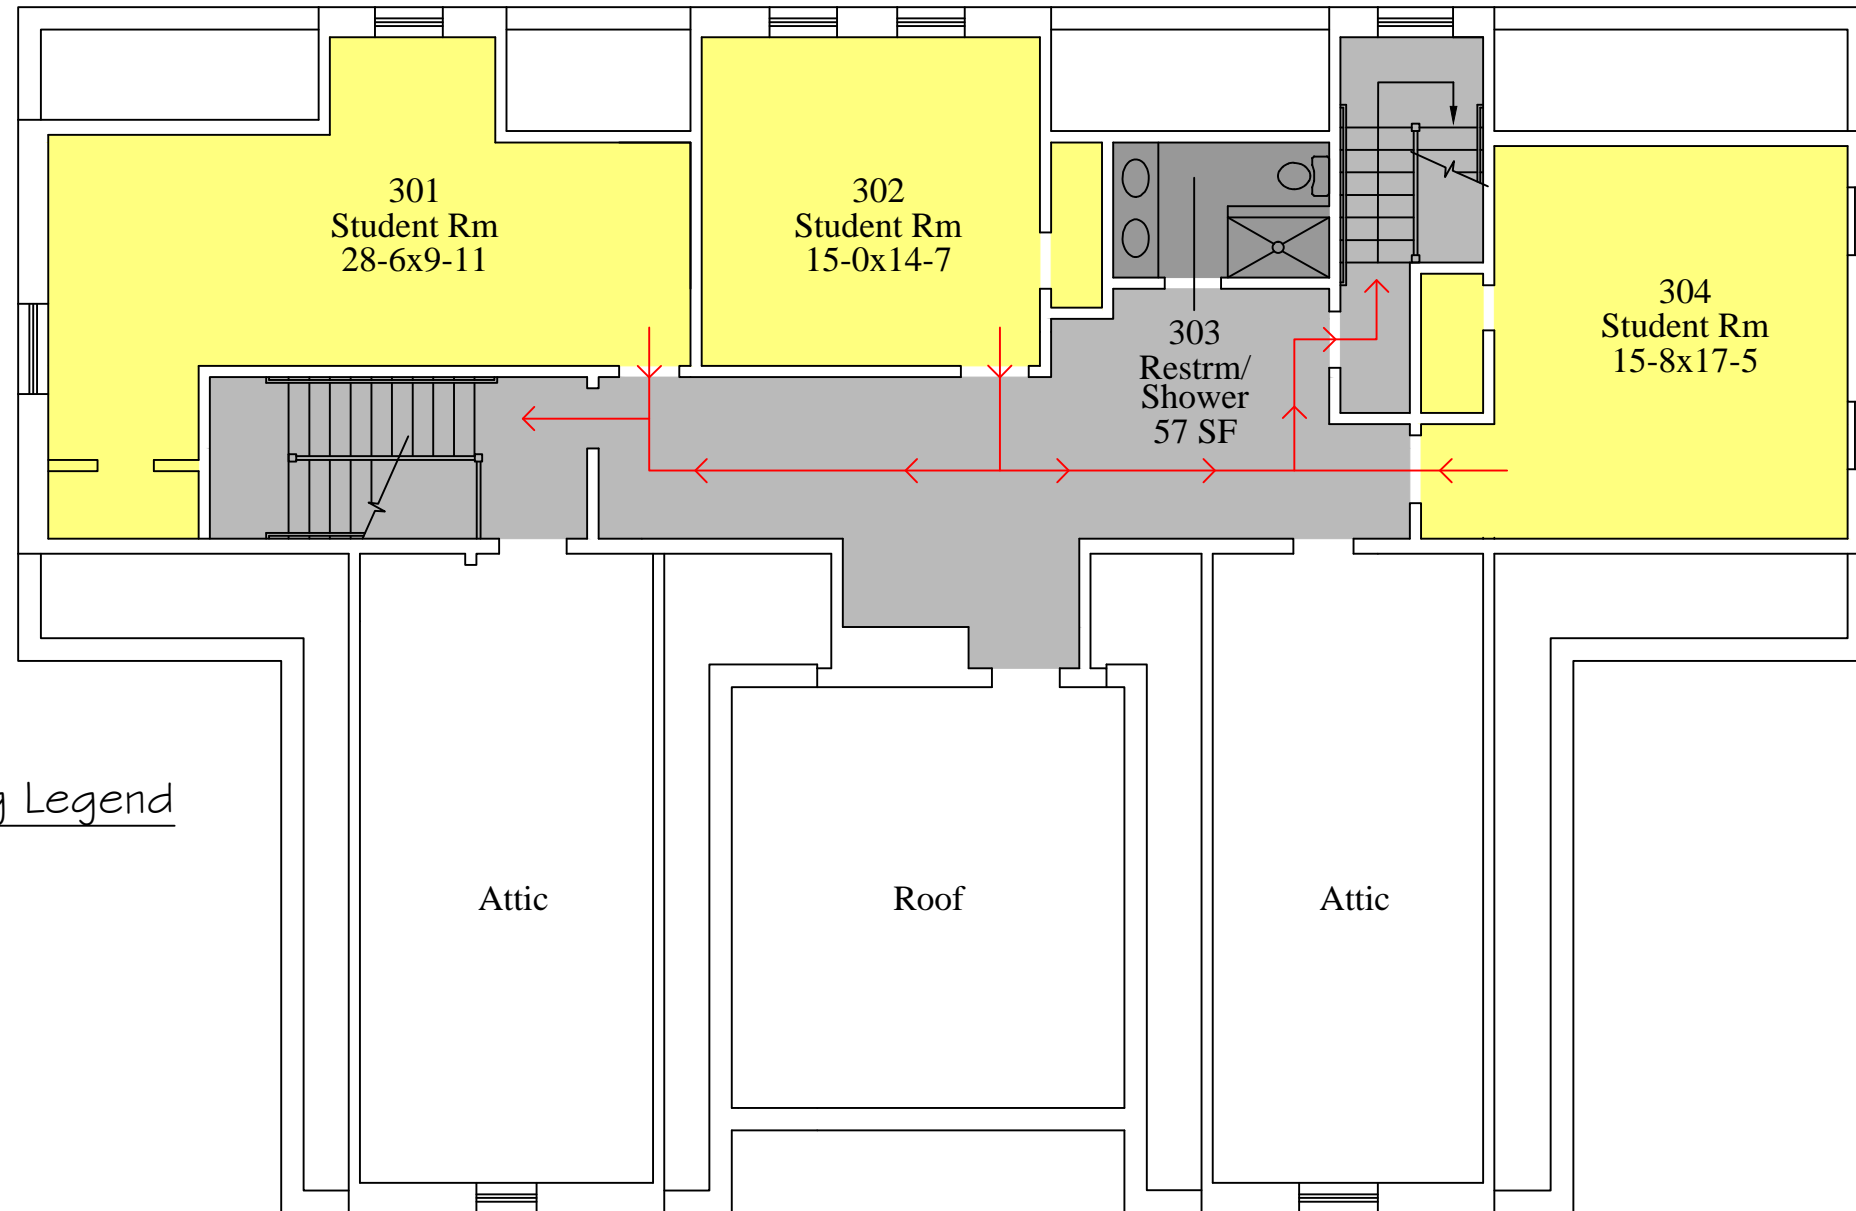 301
Student Rm
28-6x9-11
302
Student Rm
15-0x14-7
303
Restrm/
Shower
57 SF
304
Student Rm
15-8x17-5
Legend
Attic
Roof
Attic